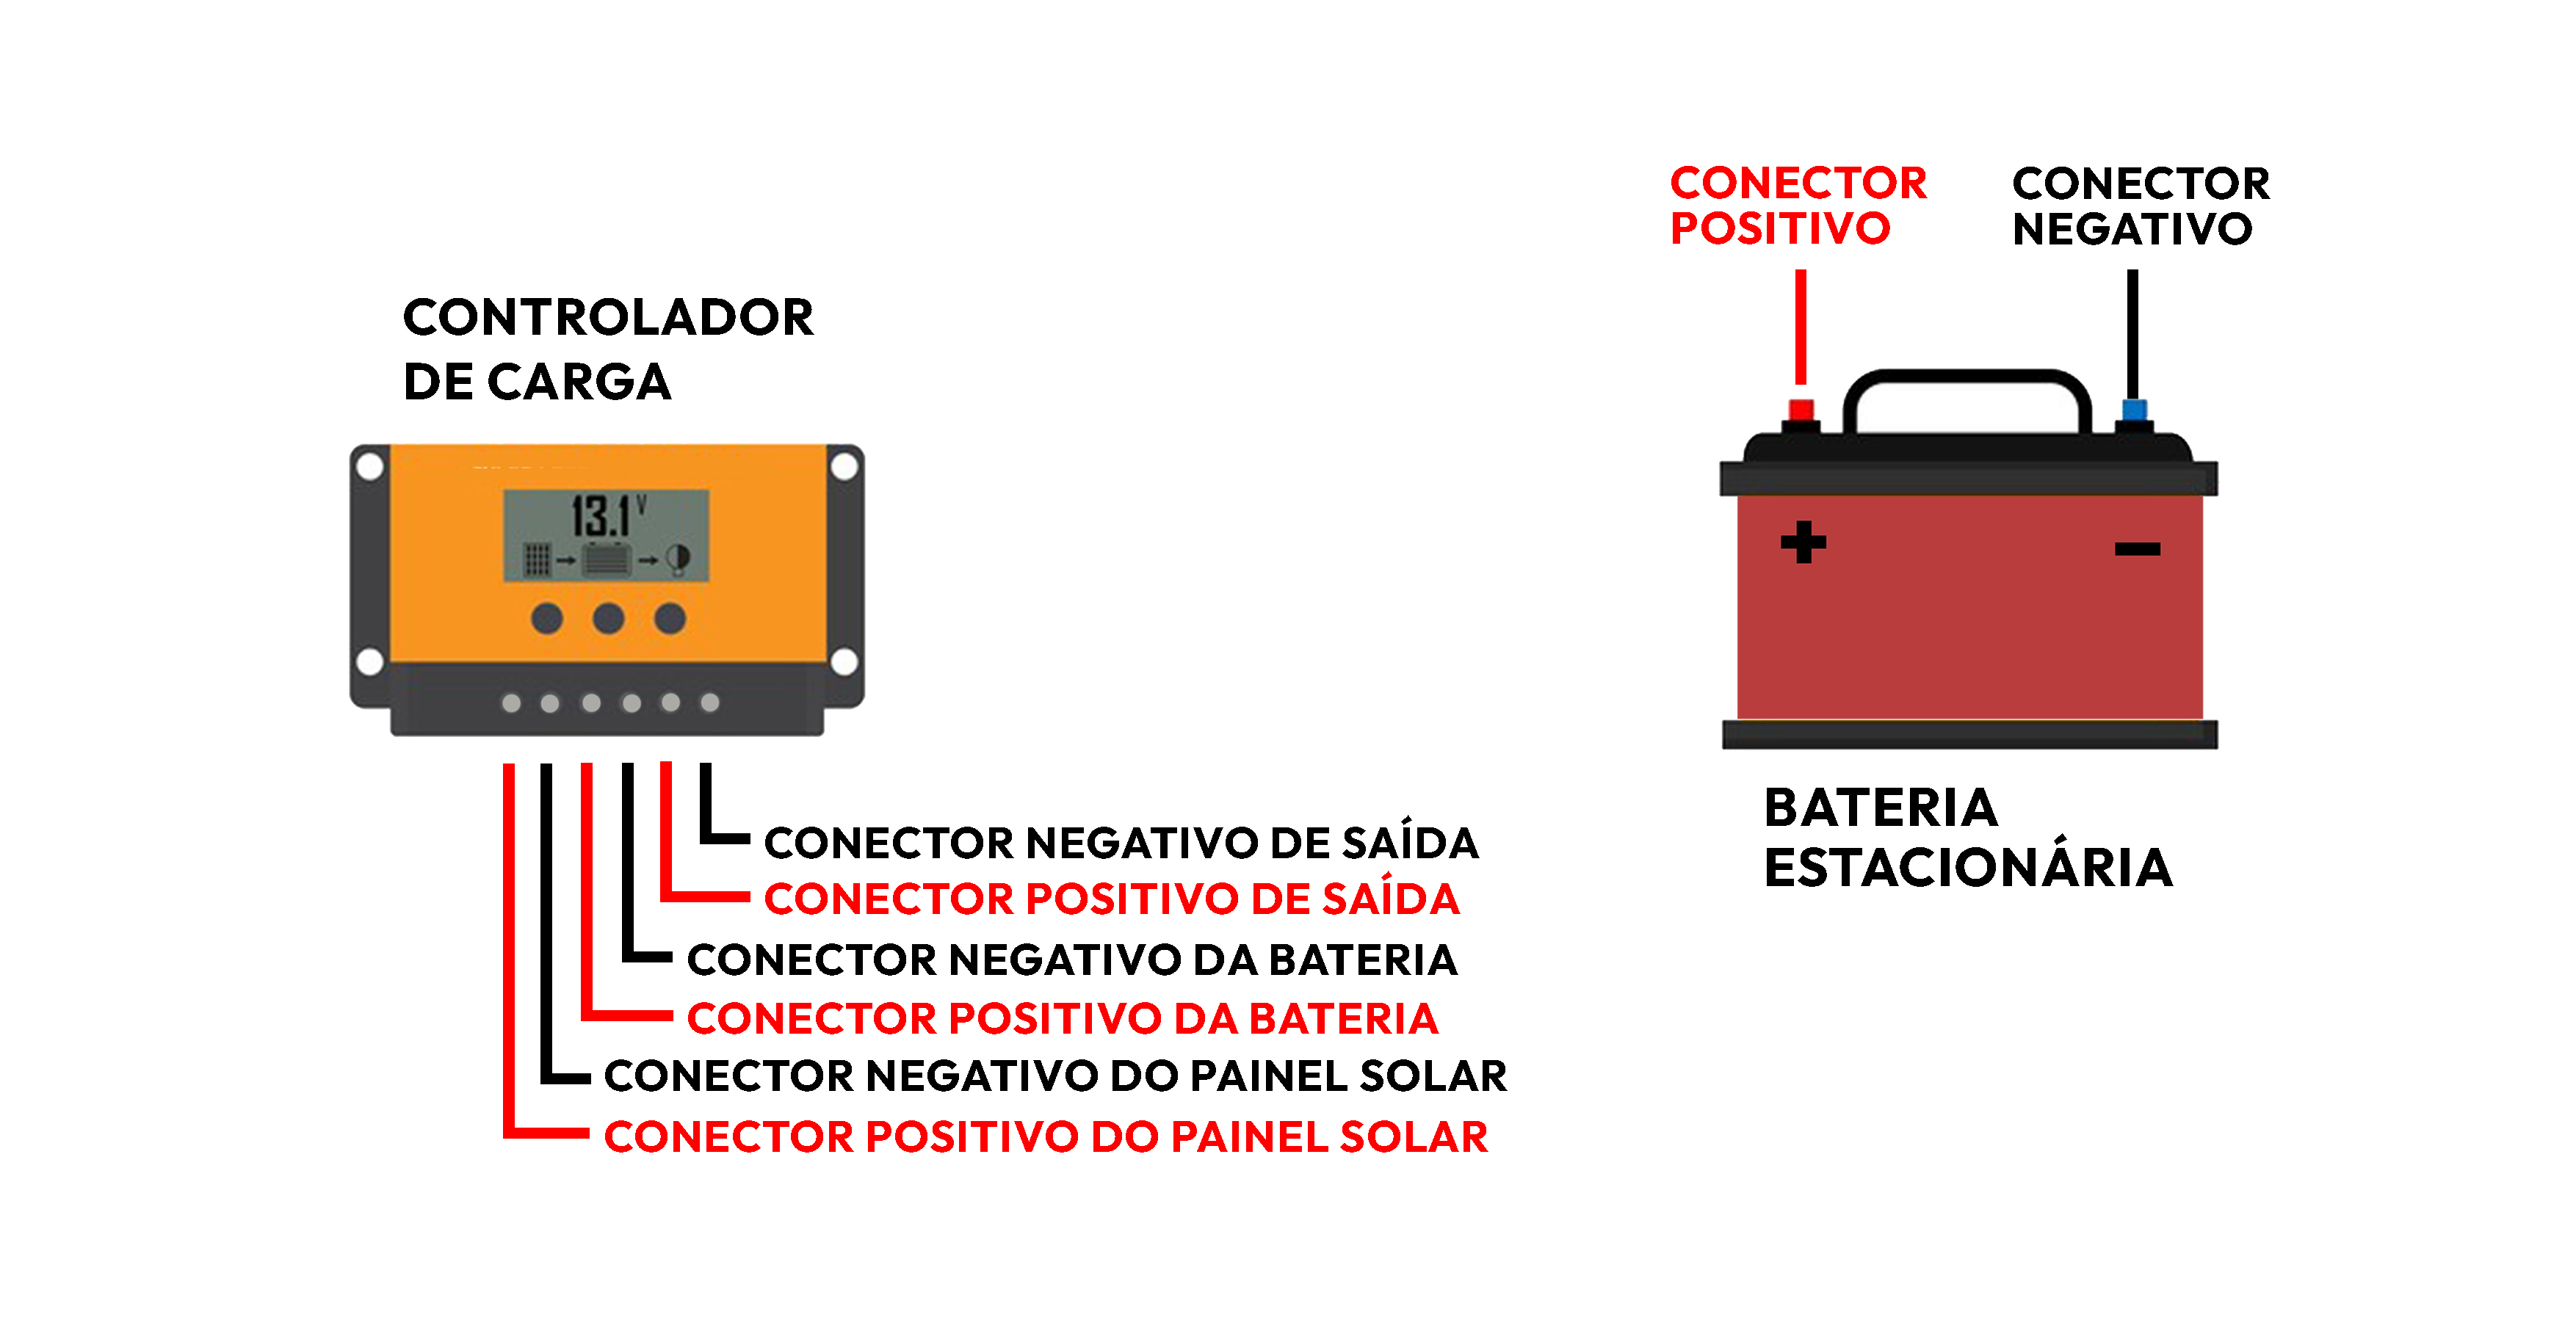 CONTROLADOR
DE CARGA
13.1 V
CONECTOR NEGATIVO DE SAÍDA
CONECTOR POSITIVO DE SAÍDA
CONECTOR NEGATIVO DA BATERIA
CONECTOR POSITIVO DA BATERIA
CONECTOR NEGATIVO DO PAINEL SOLAR
CONECTOR POSITIVO DO PAINEL SOLAR
CONECTOR
POSITIVO
CONECTOR
NEGATIVO
+ −
BATERIA
ESTACIONÁRIA